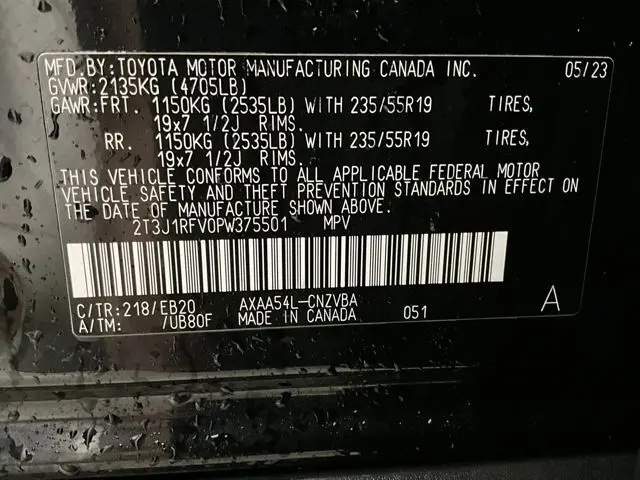 MFD.BY:TOYOTA MOTOR MANUFACTURING CANADA INC. 05/23
GVWR:2135KG (4705LB)
GAWR:FRT. 1150KG (2535LB) WITH 235/55R19 TIRES,
19x7 1/2J RIMS.
RR. 1150KG (2535LB) WITH 235/55R19 TIRES,
19x7 1/2J RIMS.
THIS VEHICLE CONFORMS TO ALL APPLICABLE FEDERAL MOTOR
VEHICLE SAFETY AND THEFT PREVENTION STANDARDS IN EFFECT ON
THE DATE OF MANUFACTURE SHOWN ABOVE.
2T3J1RFV0PW375501 MPV
C/TR:218/EB20 AXAA54L-CNZVBA
A/TM: /UB80F MADE IN CANADA 051 A